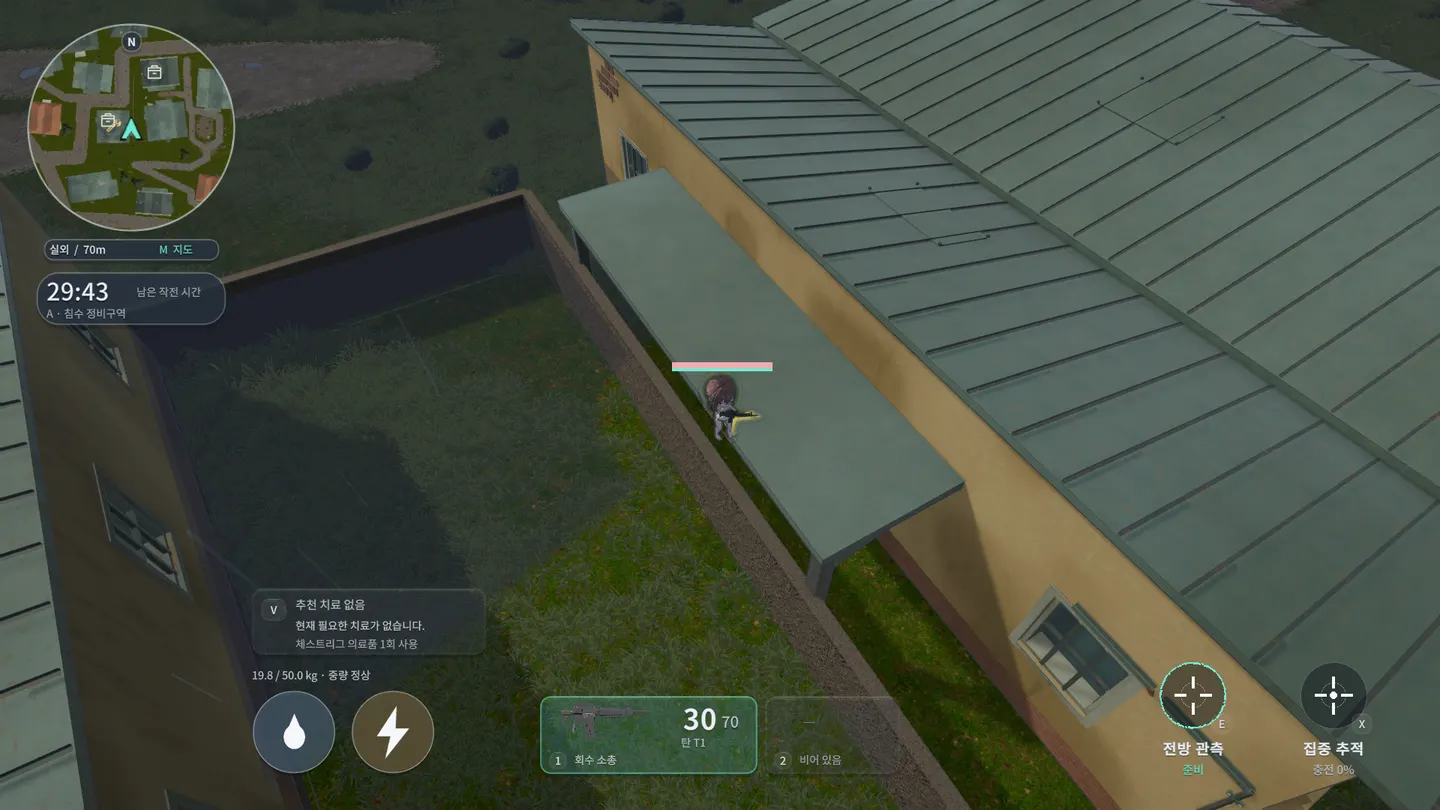 N
실외 / 70m M 지도
29:43 남은 작전 시간
A · 침수 정비구역
V 추천 치료 없음
현재 필요한 치료가 없습니다.
체스트리그 의료품 1회 사용
19.8 / 50.0 kg · 중량 정상
30 70
탄 T1
1 회수 소총
—
2 비어 있음
E
전방 관측
준비
X
집중 추적
충전 0%